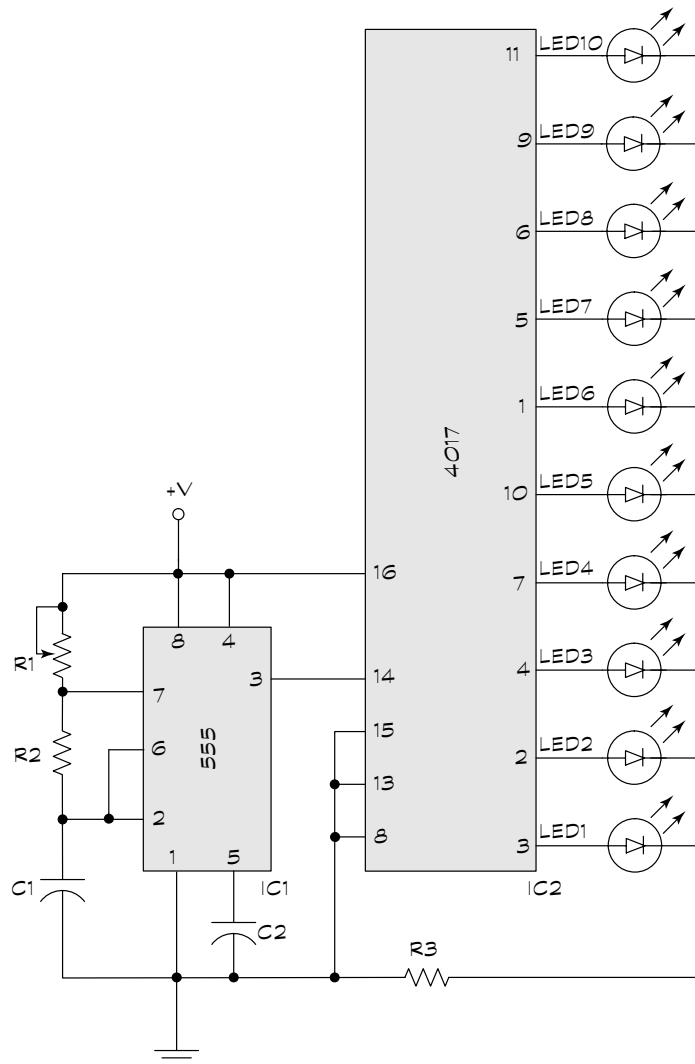 11 LED10
9 LED9
6 LED8
5 LED7
1 LED6
4017
10 LED5
+V
16
7 LED4
8 4
R1
3
14
4 LED3
7
15
R2
6
555
2 LED2
13
2
8
3 LED1
1 5
C1
IC1
IC2
C2
R3